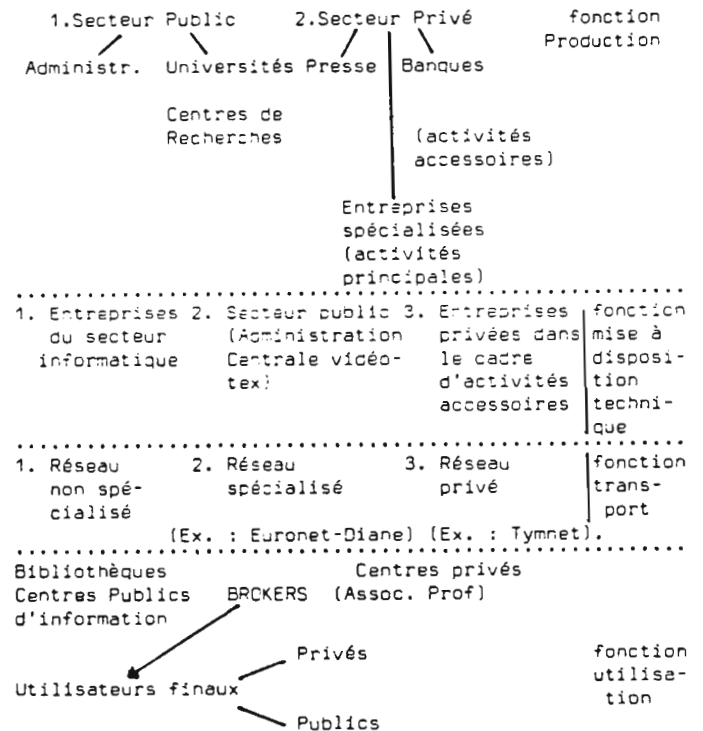 1.Secteur Public 2.Secteur Privé fonction
Production
Administr. Universités Presse Banques
Centres de
Recherches (activités
accessoires)
Entreprises
spécialisées
(activités
principales)
1. Entreprises 2. Secteur public 3. Entreprises fonction
du secteur (Administration privées dans mise à
informatique Centrale vidéo- le cadre disposi-
tex) d'activités tion
accessoires techni-
que
1. Réseau 2. Réseau 3. Réseau fonction
non spé- spécialisé privé trans-
cialisé port
(Ex. : Euronet-Diane) (Ex. : Tymnet).
Bibliothèques Centres privés
Centres Publics BROKERS (Assoc. Prof)
d'information
Privés fonction
utilisa-
Utilisateurs finaux tion
Publics